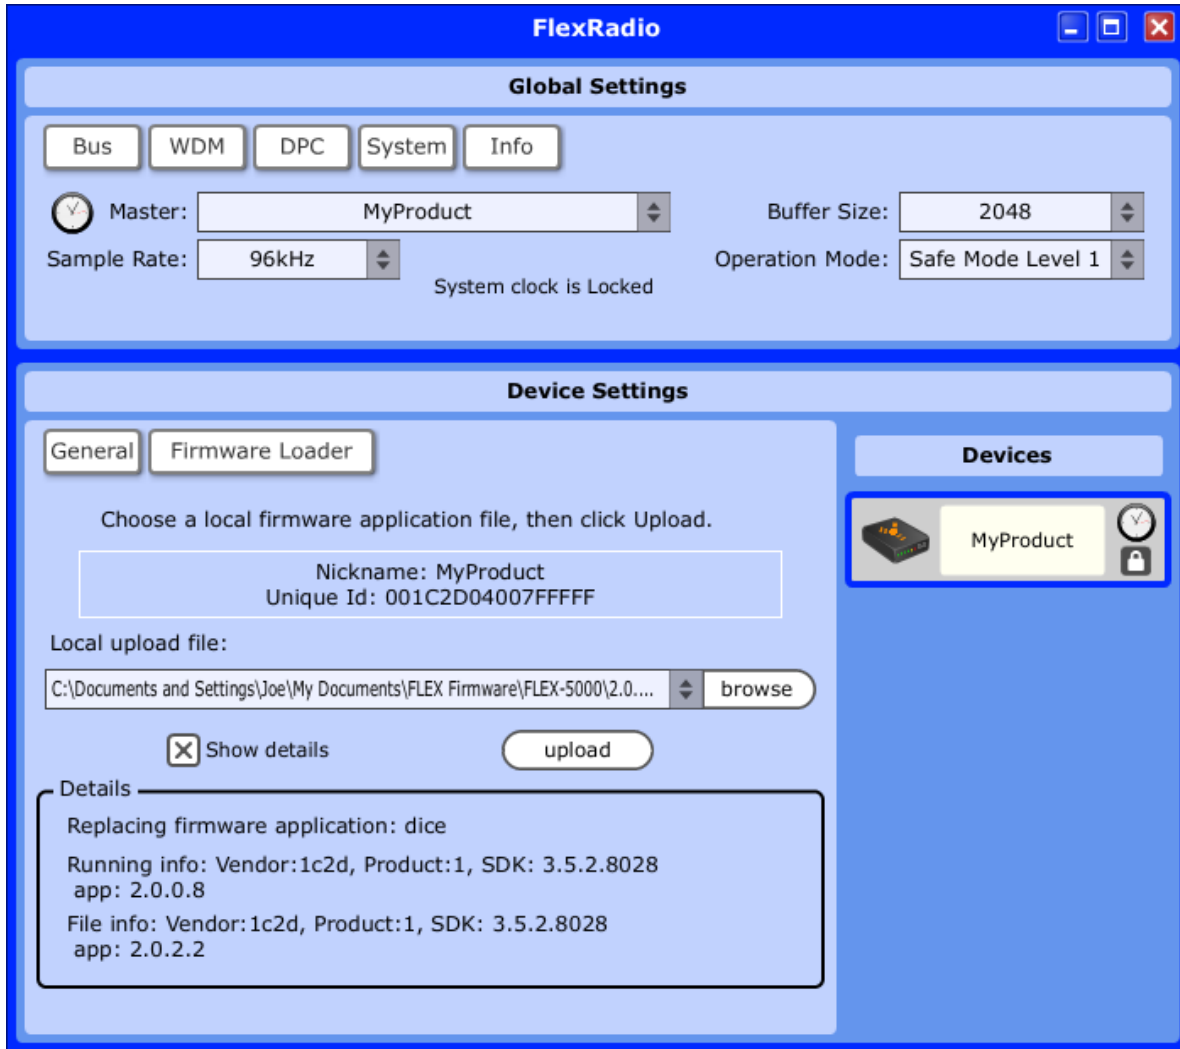 FlexRadio
Global Settings
Bus WDM DPC System Info
Master: MyProduct Buffer Size: 2048
Sample Rate: 96kHz Operation Mode: Safe Mode Level 1
System clock is Locked
Device Settings
General Firmware Loader
Devices
Choose a local firmware application file, then click Upload.
MyProduct
Nickname: MyProduct
Unique Id: 001C2D04007FFFFF
Local upload file:
C:\Documents and Settings\Joe\My Documents\FLEX Firmware\FLEX-5000\2.0.... browse
Show details upload
Details
Replacing firmware application: dice
Running info: Vendor:1c2d, Product:1, SDK: 3.5.2.8028
app: 2.0.0.8
File info: Vendor:1c2d, Product:1, SDK: 3.5.2.8028
app: 2.0.2.2